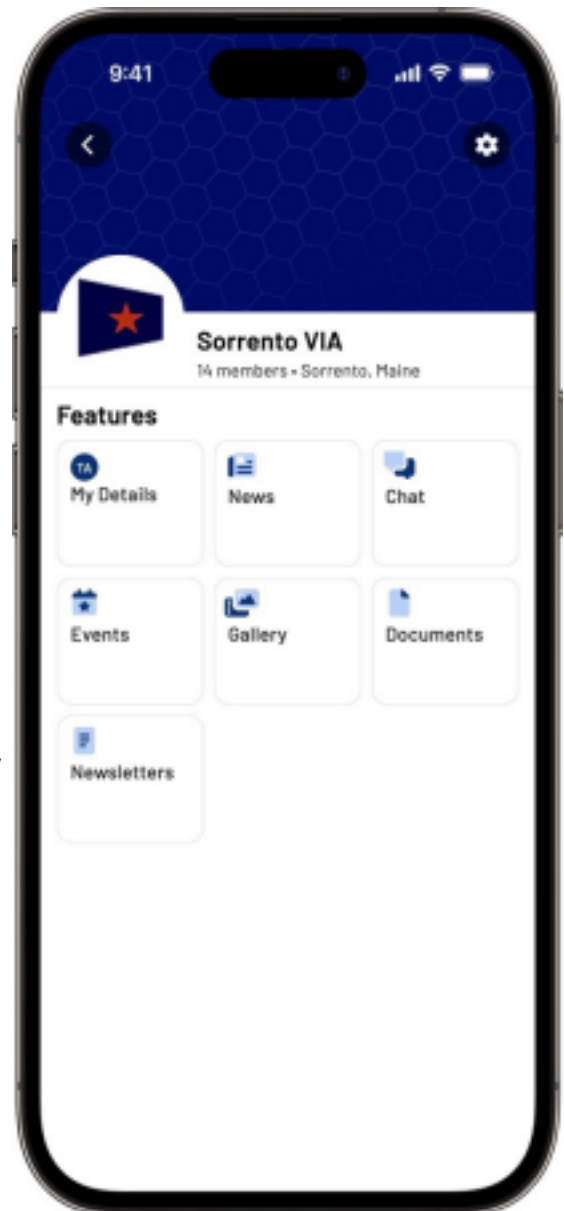 9:41
Sorrento VIA
14 members • Sorrento, Maine
Features
TA
My Details
News
Chat
Events
Gallery
Documents
Newsletters